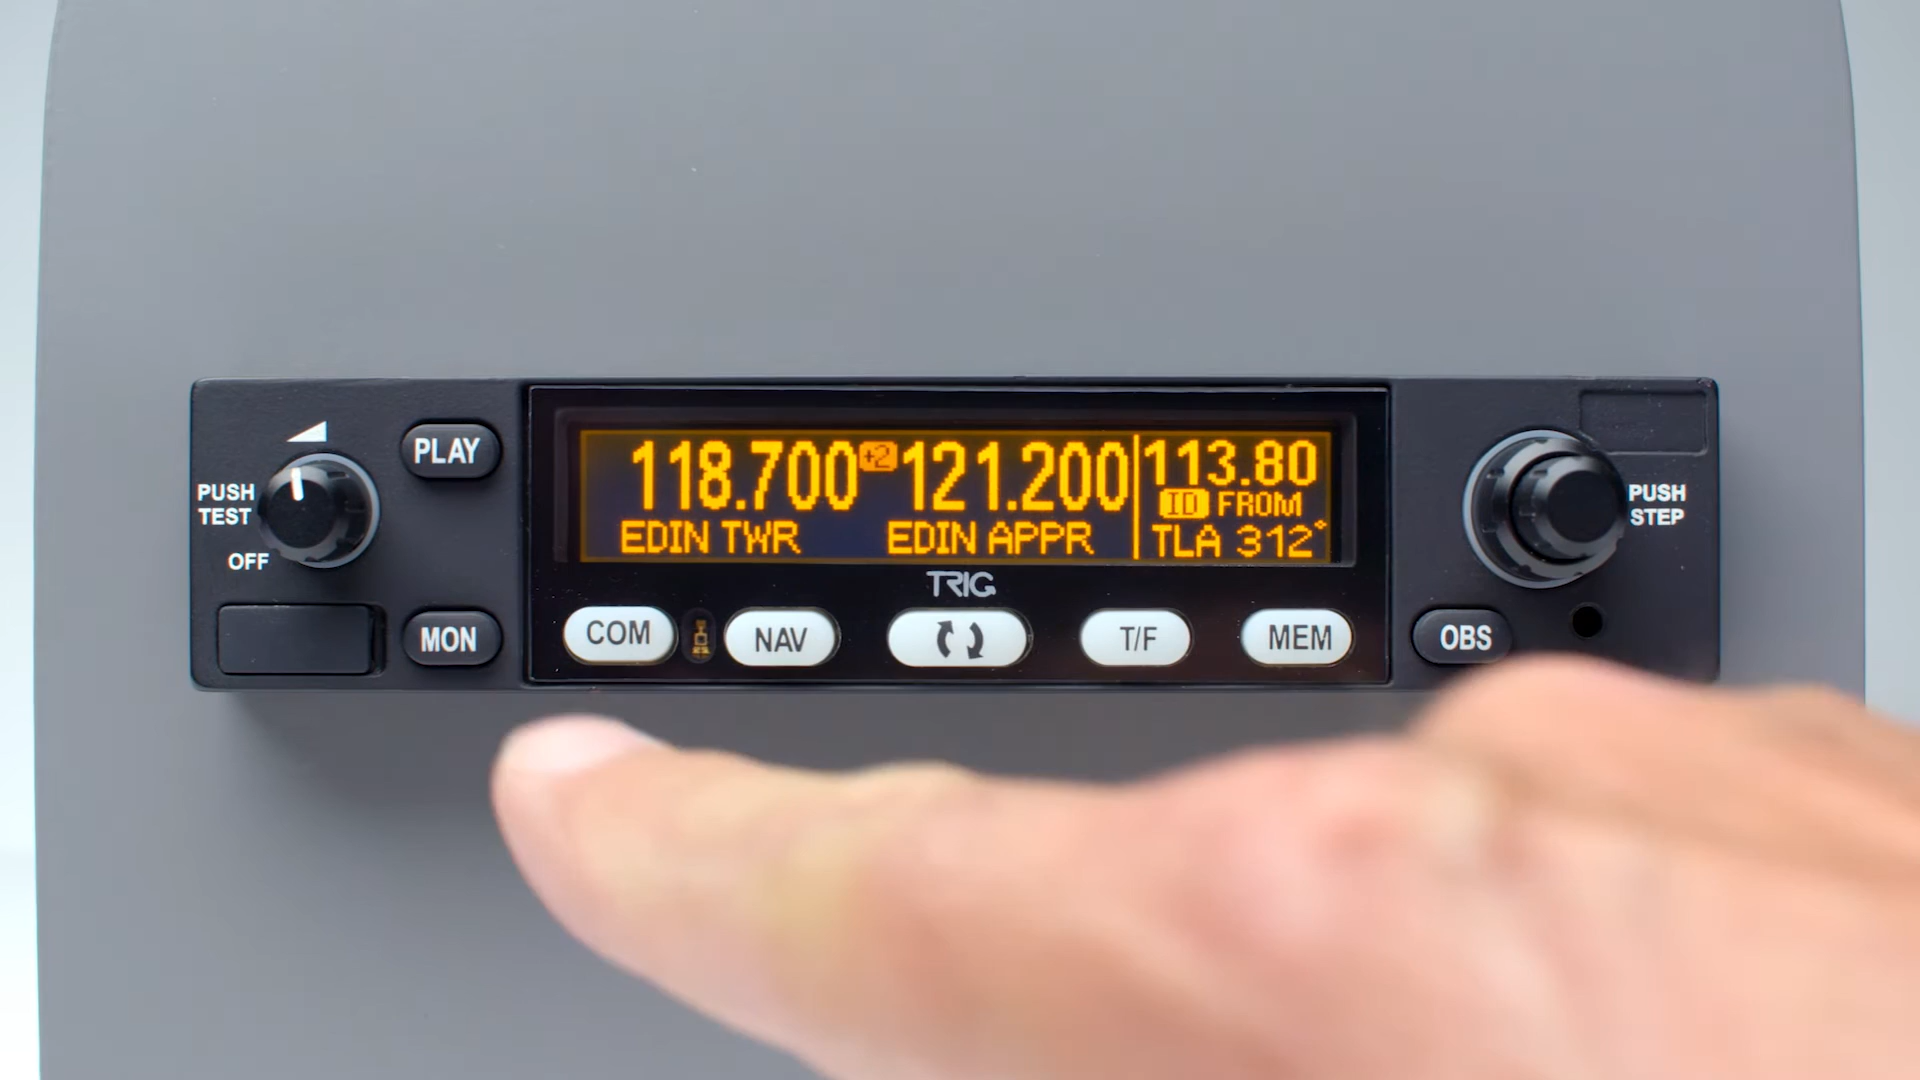 PUSH
TEST
OFF
PLAY
MON
118.700 +2 121.200 113.80
ID FROM
EDIN TWR EDIN APPR TLA 312°
TRIG
COM NAV T/F MEM
OBS
PUSH
STEP